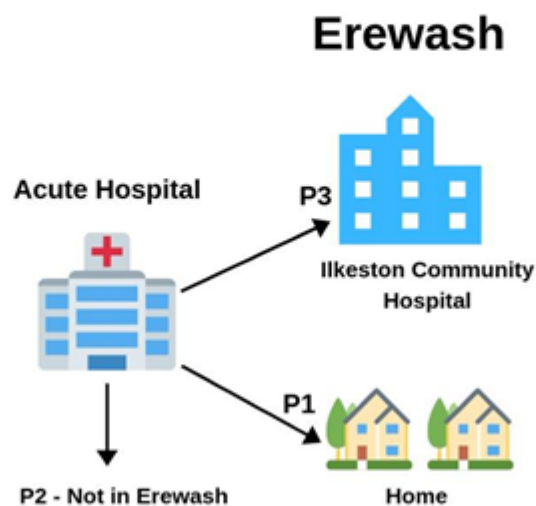 Erewash
Acute Hospital
P3
Ilkeston Community
Hospital
P1
P2 - Not in Erewash
Home